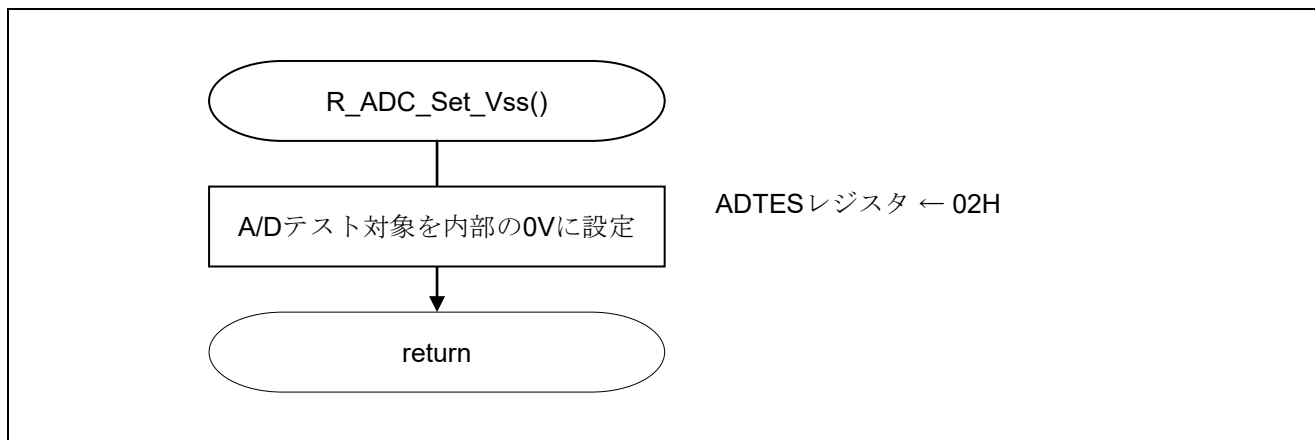 R_ADC_Set_Vss()
A/Dテスト対象を内部の0Vに設定
ADTESレジスタ ← 02H
return